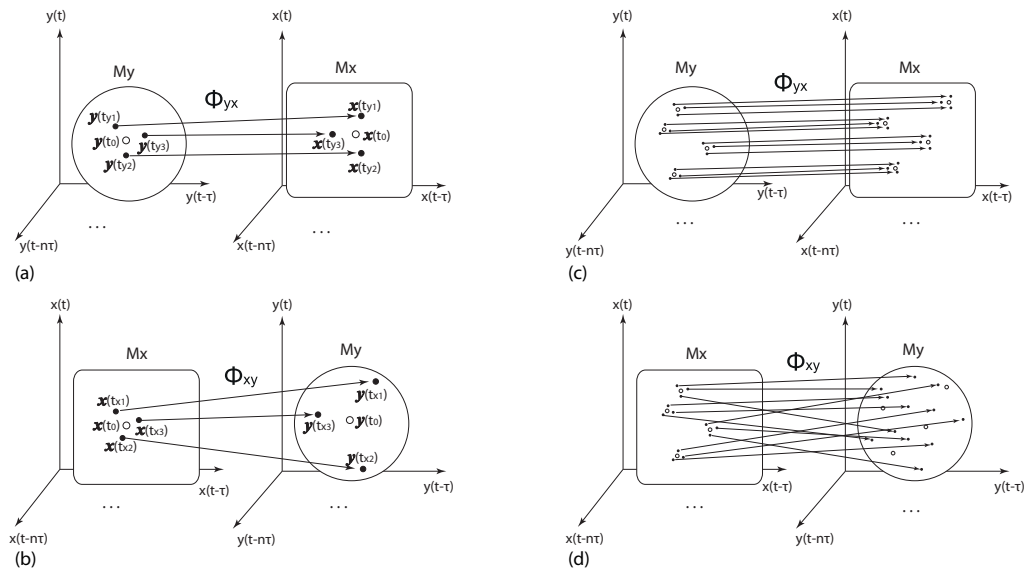 y(t)
x(t)
My
Mx
Φyx
y(ty1)
y(t0)
y(ty3)
y(ty2)
x(ty1)
x(t0)
x(ty3)
x(ty2)
y(t-τ)
x(t-τ)
...
...
y(t-nτ)
x(t-nτ)
(a)
y(t)
x(t)
My
Mx
Φyx
y(t-τ)
x(t-τ)
...
...
y(t-nτ)
x(t-nτ)
(c)
x(t)
y(t)
Mx
My
Φxy
x(tx1)
x(t0)
x(tx3)
x(tx2)
y(tx1)
y(t0)
y(tx3)
y(tx2)
x(t-τ)
y(t-τ)
...
...
x(t-nτ)
y(t-nτ)
(b)
x(t)
y(t)
Mx
My
Φxy
x(t-τ)
y(t-τ)
...
...
x(t-nτ)
y(t-nτ)
(d)